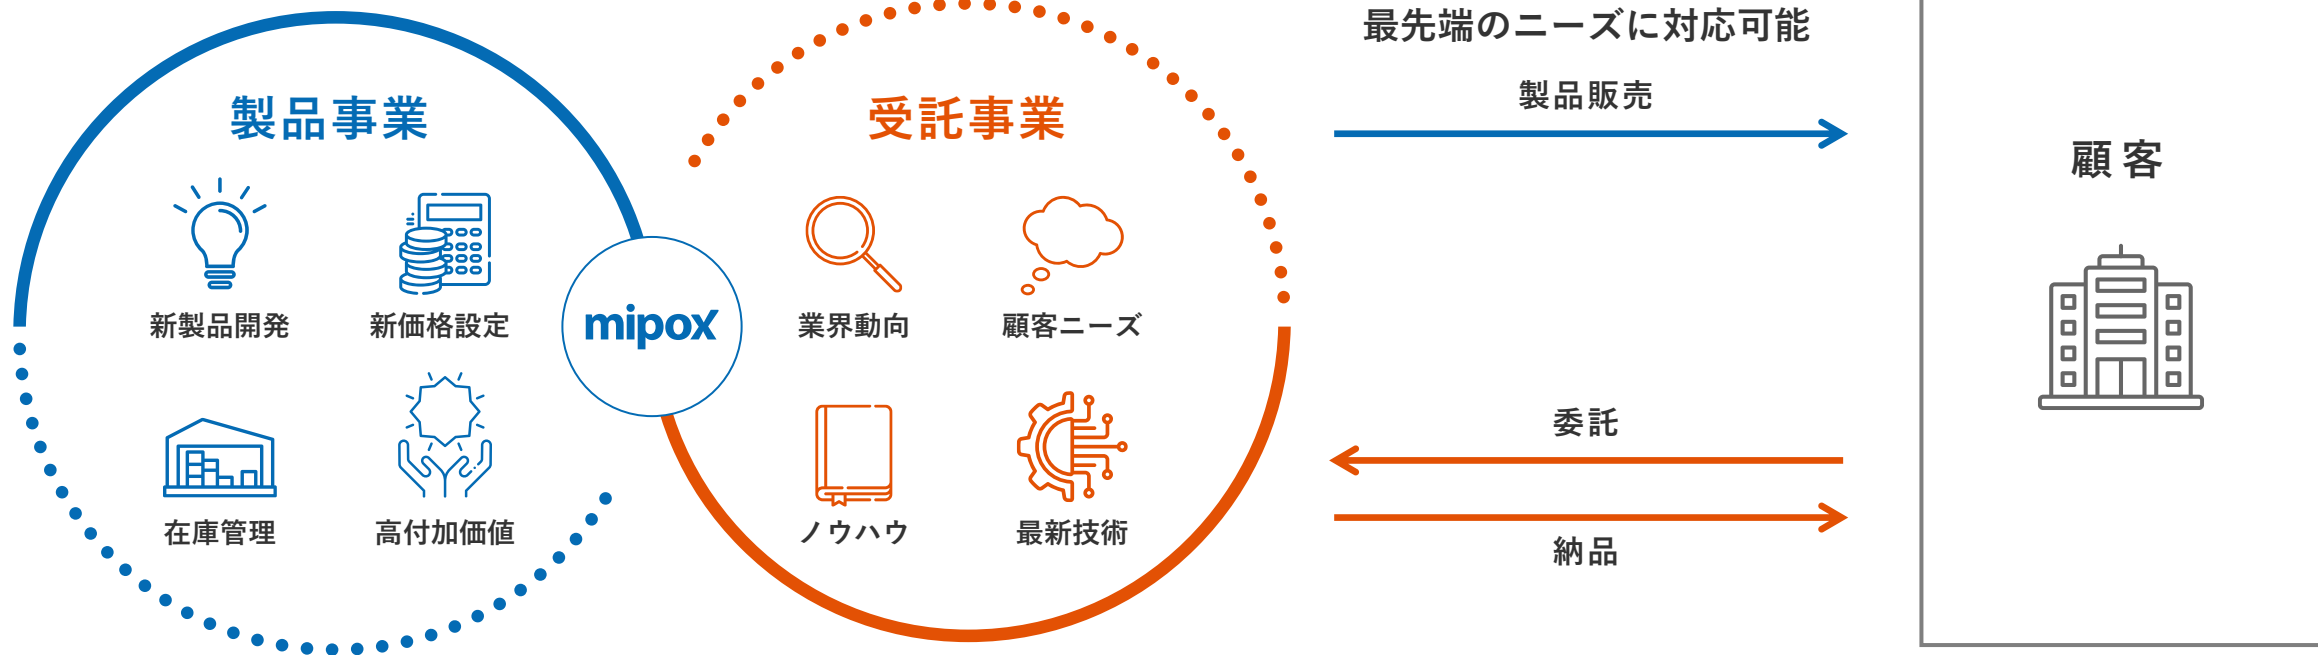 製品事業
新製品開発
新価格設定
在庫管理
高付加価値
mipox
受託事業
業界動向
顧客ニーズ
ノウハウ
最新技術
最先端のニーズに対応可能
製品販売
委託
納品
顧客